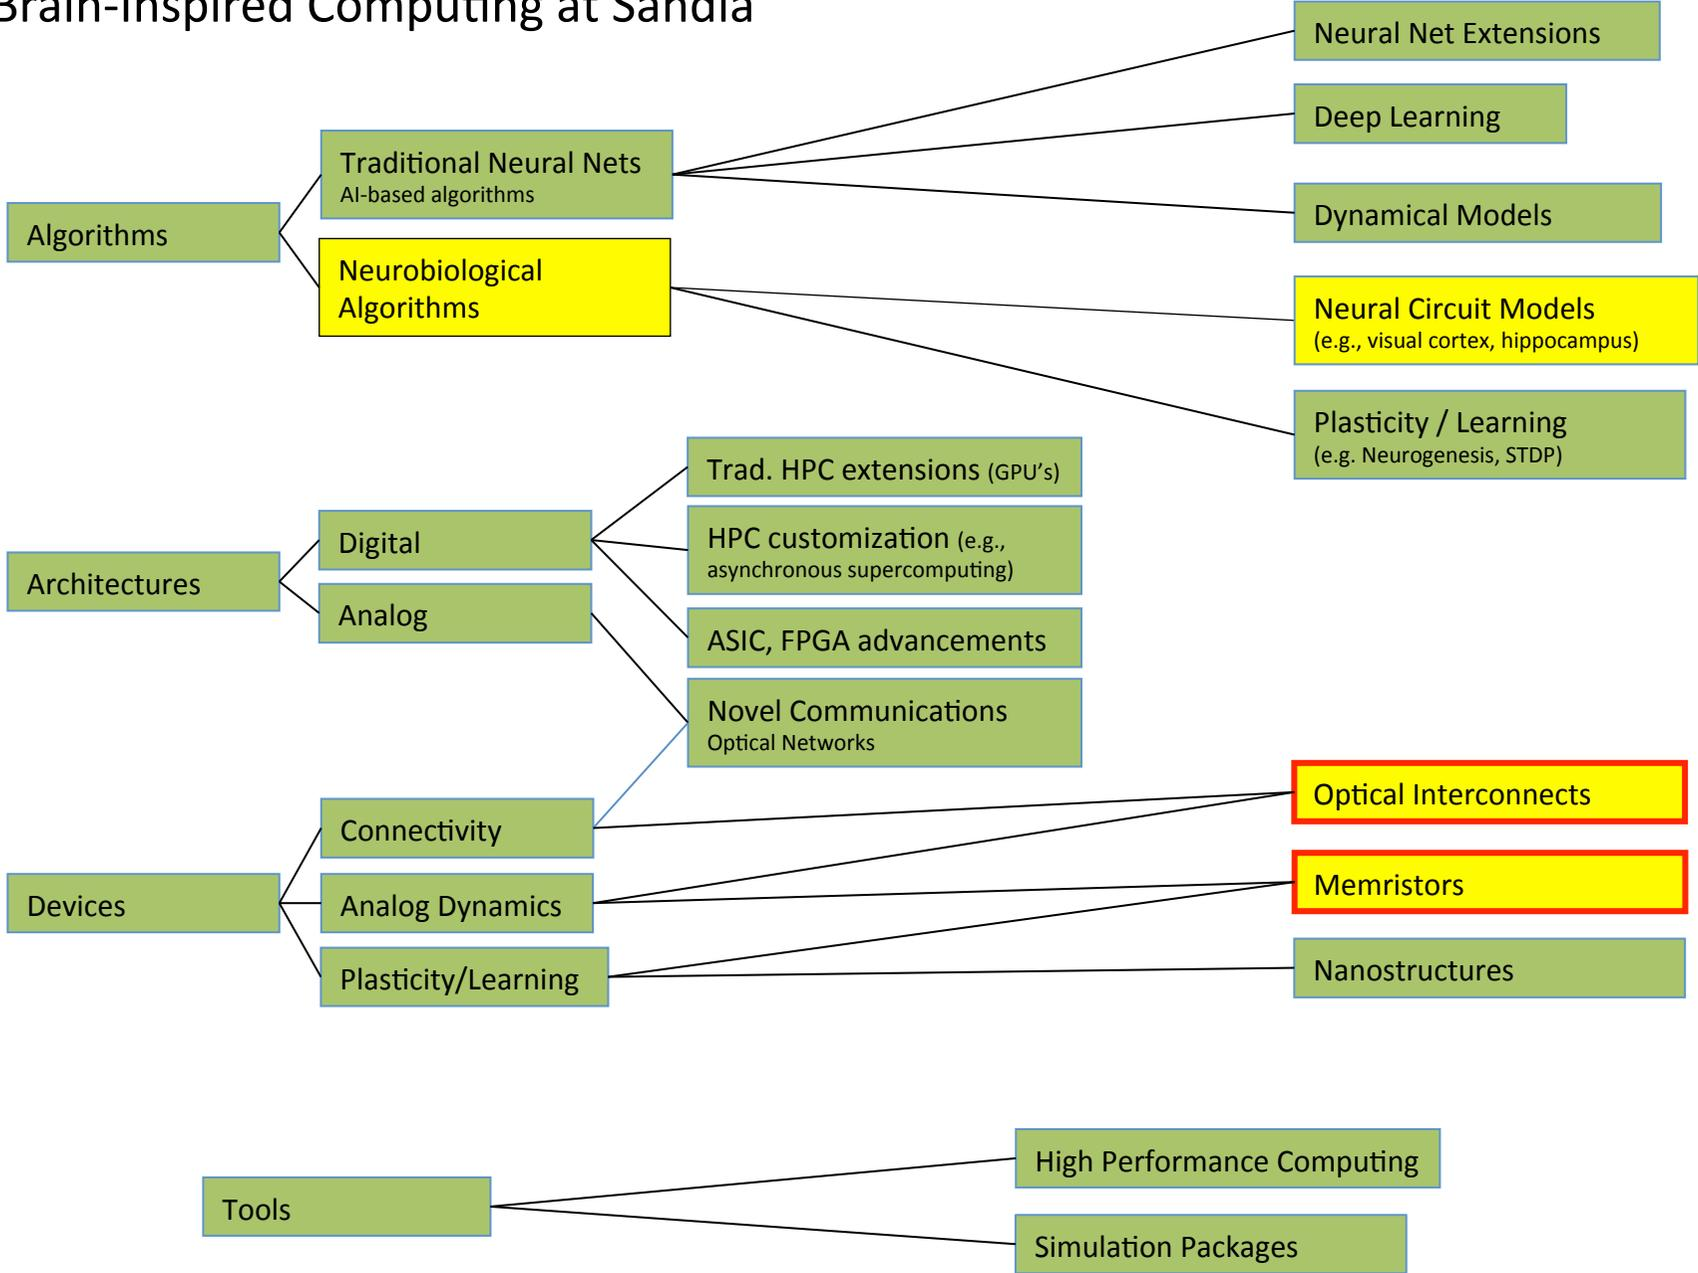 Brain-Inspired Computing at Sandia
Neural Net Extensions
Deep Learning
Traditional Neural Nets
AI-based algorithms
Dynamical Models
Algorithms
Neurobiological
Algorithms
Neural Circuit Models
(e.g., visual cortex, hippocampus)
Plasticity / Learning
(e.g. Neurogenesis, STDP)
Trad. HPC extensions (GPU's)
Digital
HPC customization (e.g.,
asynchronous supercomputing)
Architectures
Analog
ASIC, FPGA advancements
Novel Communications
Optical Networks
Optical Interconnects
Connectivity
Memristors
Devices
Analog Dynamics
Nanostructures
Plasticity/Learning
High Performance Computing
Tools
Simulation Packages